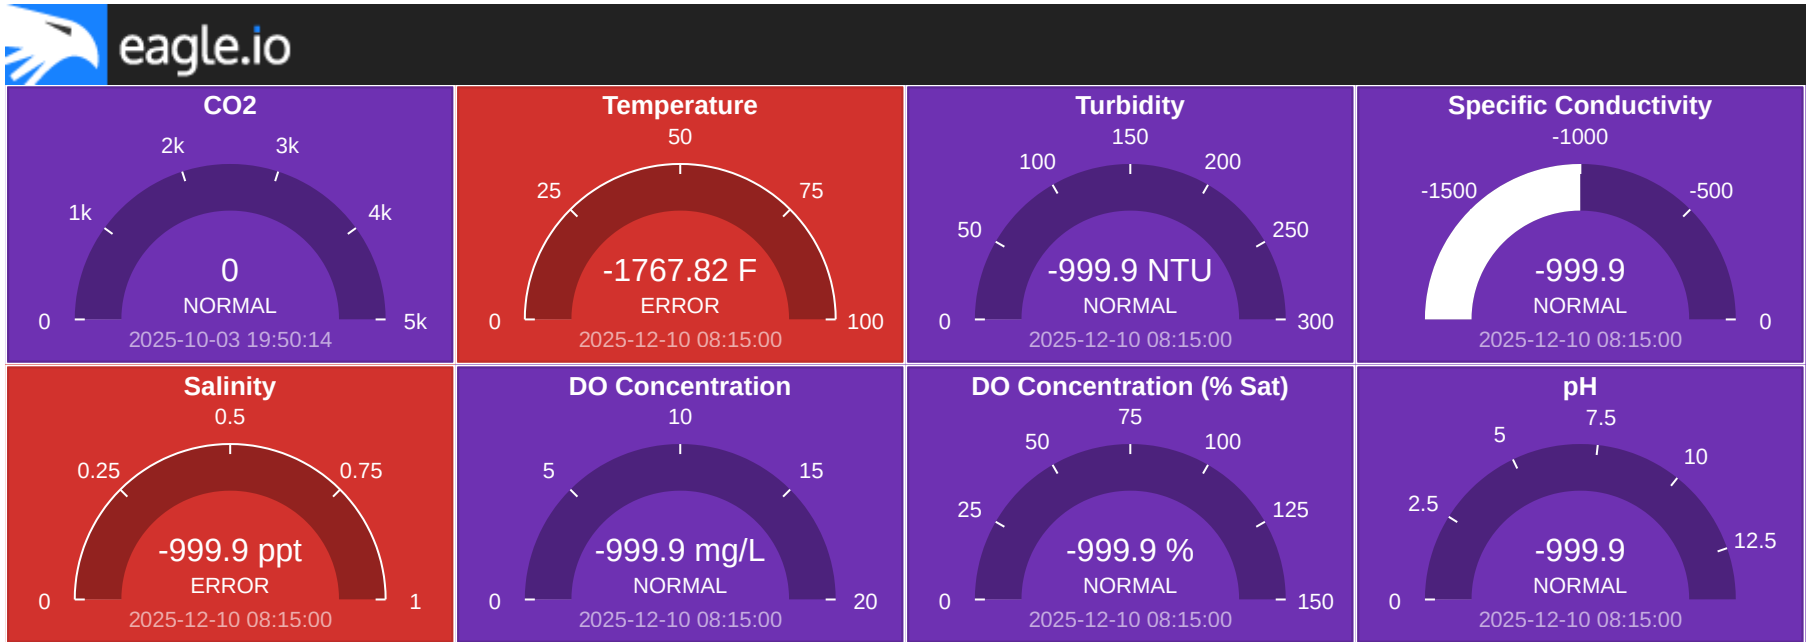 eagle.io
CO2
2k
3k
1k
4k
0
NORMAL
0
5k
2025-10-03 19:50:14
Temperature
50
25
75
-1767.82 F
ERROR
0
100
2025-12-10 08:15:00
Turbidity
150
100
200
50
250
-999.9 NTU
NORMAL
0
300
2025-12-10 08:15:00
Specific Conductivity
-1000
-1500
-500
-999.9
NORMAL
0
2025-12-10 08:15:00
Salinity
0.5
0.25
0.75
-999.9 ppt
ERROR
0
1
2025-12-10 08:15:00
DO Concentration
10
5
15
-999.9 mg/L
NORMAL
0
20
2025-12-10 08:15:00
DO Concentration (% Sat)
75
50
100
25
125
-999.9 %
NORMAL
0
150
2025-12-10 08:15:00
pH
7.5
5
10
2.5
12.5
-999.9
NORMAL
0
2025-12-10 08:15:00